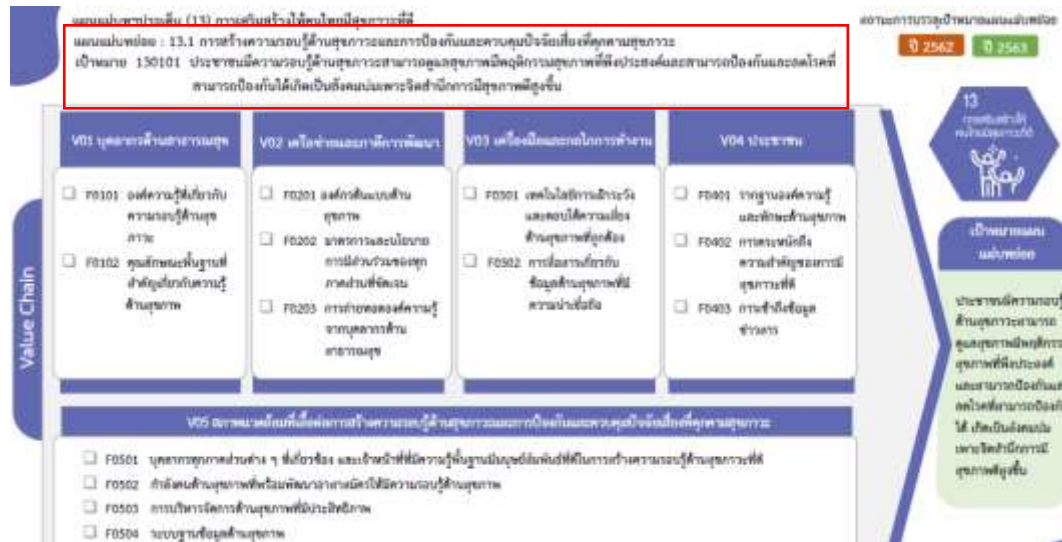 แผนแม่บทฯประเด็น (13) การเสริมสร้างให้คนไทยมีสุขภาวะที่ดี
แผนแม่บทย่อย : 13.1 การสร้างความรอบรู้ด้านสุขภาวะและการป้องกันและควบคุมปัจจัยเสี่ยงที่คุกคามสุขภาวะ
เป้าหมาย 130101 ประชาชนมีความรอบรู้ด้านสุขภาวะสามารถดูแลสุขภาพมีพฤติกรรมสุขภาพที่พึงประสงค์และสามารถป้องกันและลดโรคที่
สามารถป้องกันได้เกิดเป็นสังคมบ่มเพาะจิตสำนึกการมีสุขภาพดีสูงขึ้น
สถานะการบรรลุเป้าหมายแผนแม่บทย่อย
ปี 2562
ปี 2563
Value Chain
V01 บุคลากรด้านสาธารณสุข
F0101 องค์ความรู้ที่เกี่ยวกับ
ความรอบรู้ด้านสุข
ภาวะ
F0102 คุณลักษณะพื้นฐานที่
สำคัญเกี่ยวกับความรู้
ด้านสุขภาพ
V02 เครือข่ายและภาคีการพัฒนา
F0201 องค์กรต้นแบบด้าน
สุขภาพ
F0202 มาตรการและนโยบาย
การมีส่วนร่วมของทุก
ภาคส่วนที่ชัดเจน
F0203 การถ่ายทอดองค์ความรู้
จากบุคลากรด้าน
สาธารณสุข
V03 เครื่องมือและกลไกการทำงาน
F0301 เทคโนโลยีการเฝ้าระวัง
และตอบโต้ความเสี่ยง
ด้านสุขภาพที่ถูกต้อง
F0302 การสื่อสารเกี่ยวกับ
ข้อมูลด้านสุขภาพที่มี
ความน่าเชื่อถือ
V04 ประชาชน
F0401 รากฐานองค์ความรู้
และทักษะด้านสุขภาพ
F0402 การตระหนักถึง
ความสำคัญของการมี
สุขภาวะที่ดี
F0403 การเข้าถึงข้อมูล
ข่าวสาร
V05 สภาพแวดล้อมที่เอื้อต่อการสร้างความรอบรู้ด้านสุขภาวะและการป้องกันและควบคุมปัจจัยเสี่ยงที่คุกคามสุขภาวะ
F0501 บุคลากรทุกภาคส่วนต่าง ๆ ที่เกี่ยวข้อง และเจ้าหน้าที่ที่มีความรู้พื้นฐานมีมนุษย์สัมพันธ์ที่ดีในการสร้างความรอบรู้ด้านสุขภาวะที่ดี
F0502 กำลังคนด้านสุขภาพที่พร้อมพัฒนาอาสาสมัครให้มีความรอบรู้ด้านสุขภาพ
F0503 การบริหารจัดการด้านสุขภาพที่มีประสิทธิภาพ
F0504 ระบบฐานข้อมูลด้านสุขภาพ
13
การเสริมสร้างให้
คนไทยมีสุขภาวะที่ดี
เป้าหมายแผน
แม่บทย่อย
ประชาชนมีความรอบรู้
ด้านสุขภาวะสามารถ
ดูแลสุขภาพมีพฤติกรรม
สุขภาพที่พึงประสงค์
และสามารถป้องกันและ
ลดโรคที่สามารถป้องกัน
ได้ เกิดเป็นสังคมบ่ม
เพาะจิตสำนึกการมี
สุขภาพดีสูงขึ้น